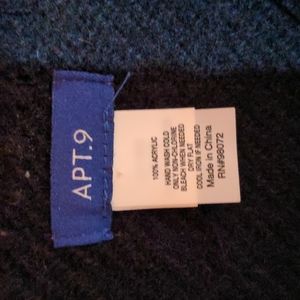 APT.9
100% ACRYLIC
HAND WASH COLD
ONLY NON-CHLORINE
BLEACH WHEN NEEDED
DRY FLAT
COOL IRON IF NEEDED
Made in China
RN#98072